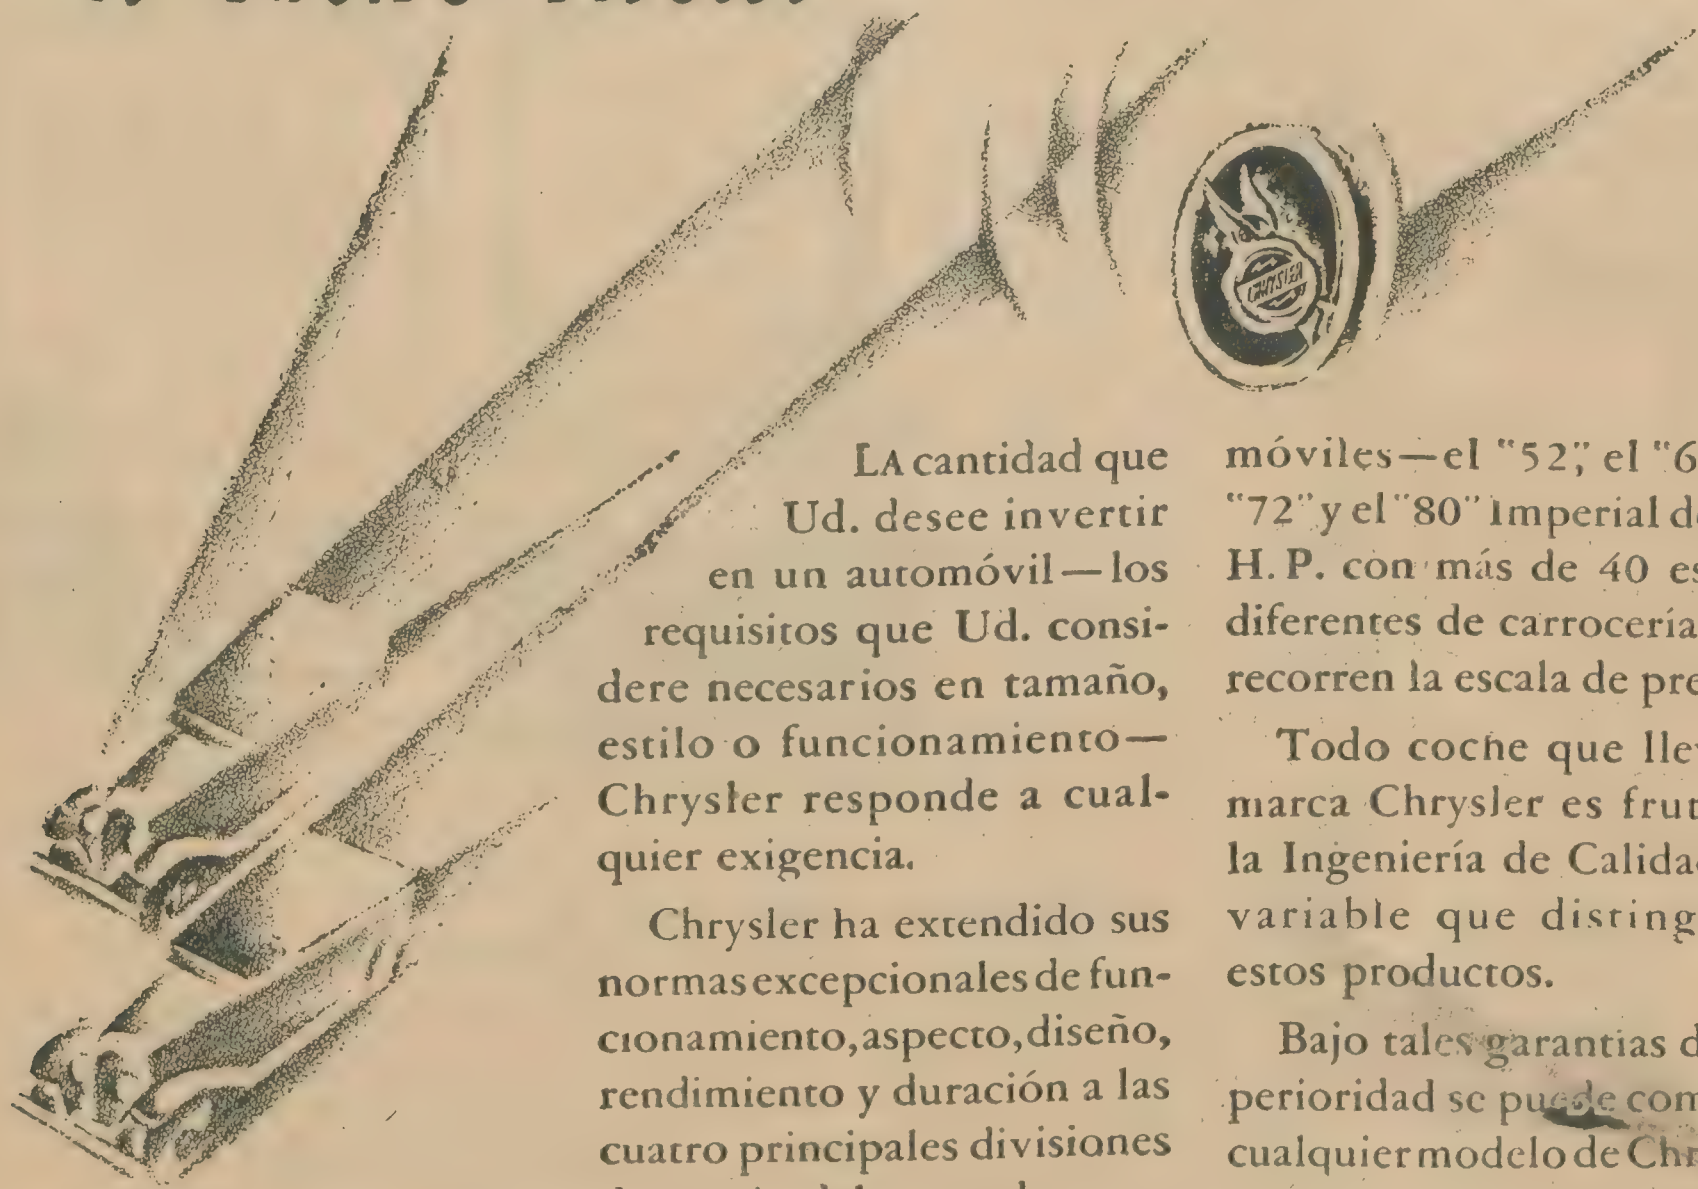 CHRYSLER
LA cantidad que
Ud. desee invertir
en un automóvil—los
requisitos que Ud. consi-
dere necesarios en tamaño,
estilo o funcionamiento—
Chrysler responde a cual-
quier exigencia.
Chrysler ha extendido sus
normas excepcionales de fun-
cionamiento, aspecto, diseño,
rendimiento y duración a las
cuatro principales divisiones
móviles—el "52", el "6
"72" y el "80" Imperial d
H. P. con más de 40 es
diferentes de carrocería
recorren la escala de pre
Todo coche que lle
marca Chrysler es frut
la Ingeniería de Calida
variable que disting
estos productos.
Bajo tales garantias d
perioridad se puede com
cualquier modelo de Chr